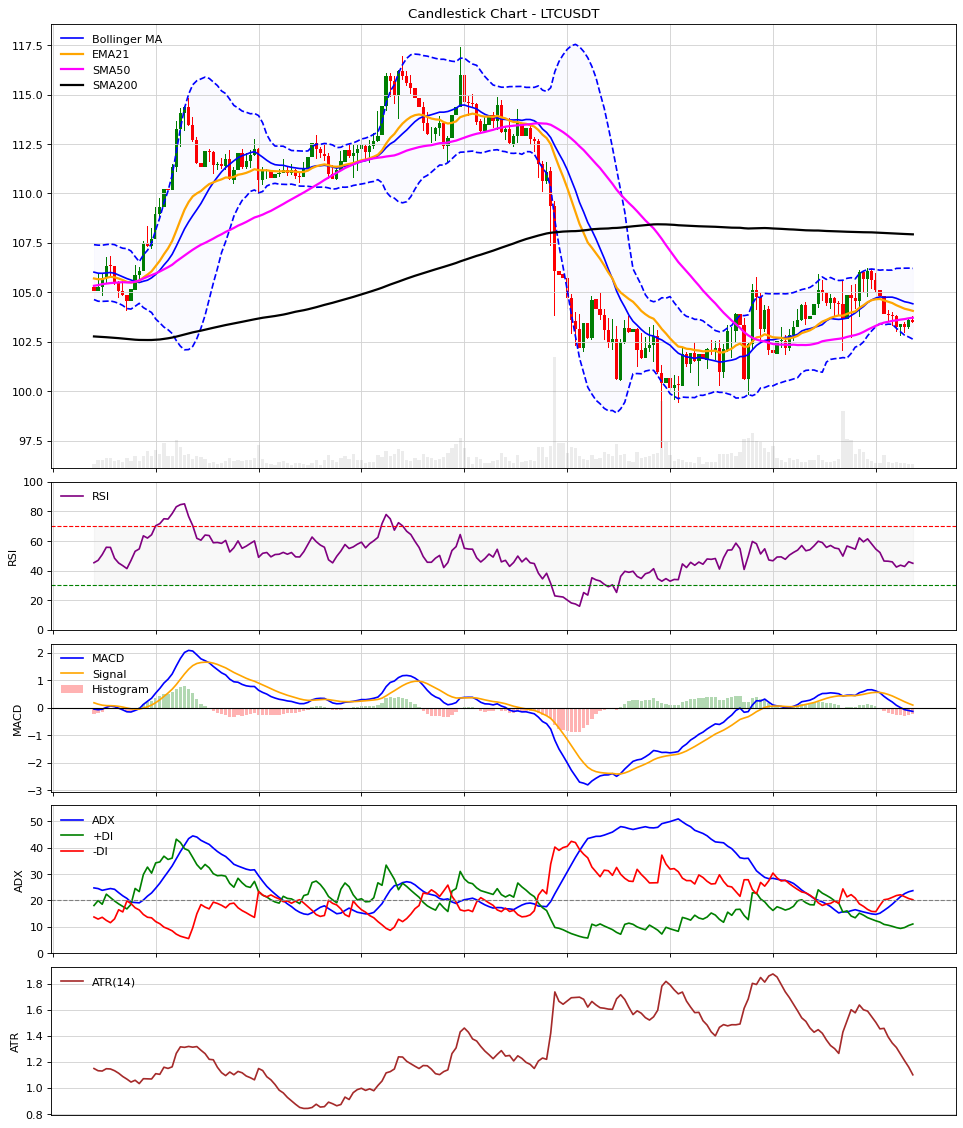 Candlestick Chart - LTCUSDT
Bollinger MA
EMA21
SMA50
SMA200
117.5
115.0
112.5
110.0
107.5
105.0
102.5
100.0
97.5
RSI
RSI
100
80
60
40
20
0
MACD
Signal
Histogram
MACD
2
1
0
−1
−2
−3
ADX
+DI
-DI
ADX
50
40
30
20
10
0
ATR(14)
ATR
1.8
1.6
1.4
1.2
1.0
0.8